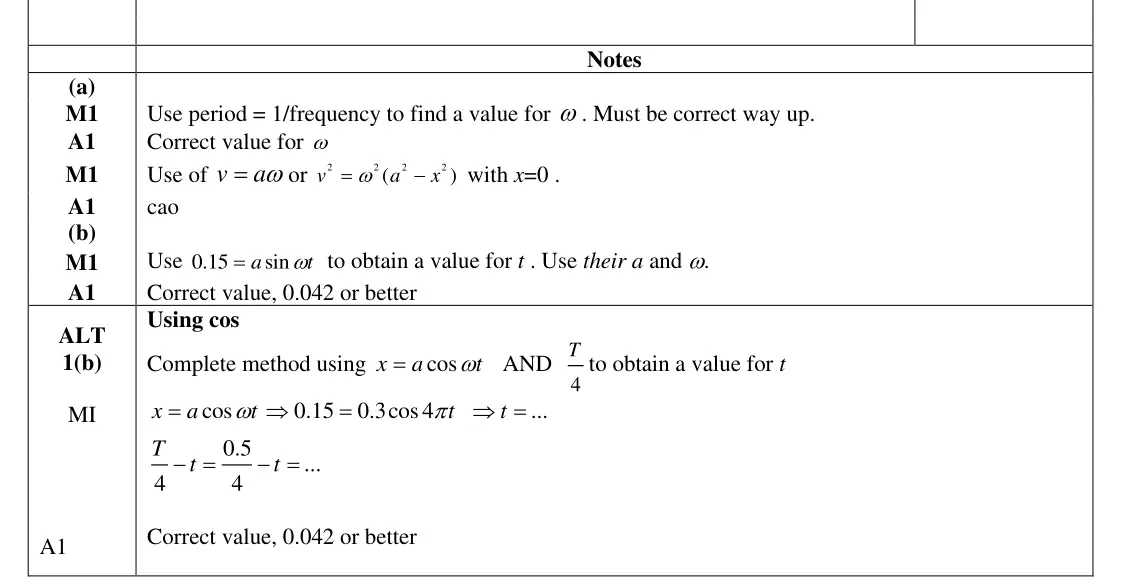 Notes
(a)
M1 Use period = 1/frequency to find a value for ω . Must be correct way up.
A1 Correct value for ω
M1 Use of v = aω or v² = ω²(a² − x²) with x=0 .
A1 cao
(b)
M1 Use 0.15 = a sin ωt to obtain a value for t . Use their a and ω.
A1 Correct value, 0.042 or better
ALT 1(b) Using cos
Complete method using x = a cos ωt AND T/4 to obtain a value for t
MI x = a cos ωt ⇒ 0.15 = 0.3cos 4πt ⇒ t = ...
T/4 − t = 0.5/4 − t = ...
A1 Correct value, 0.042 or better